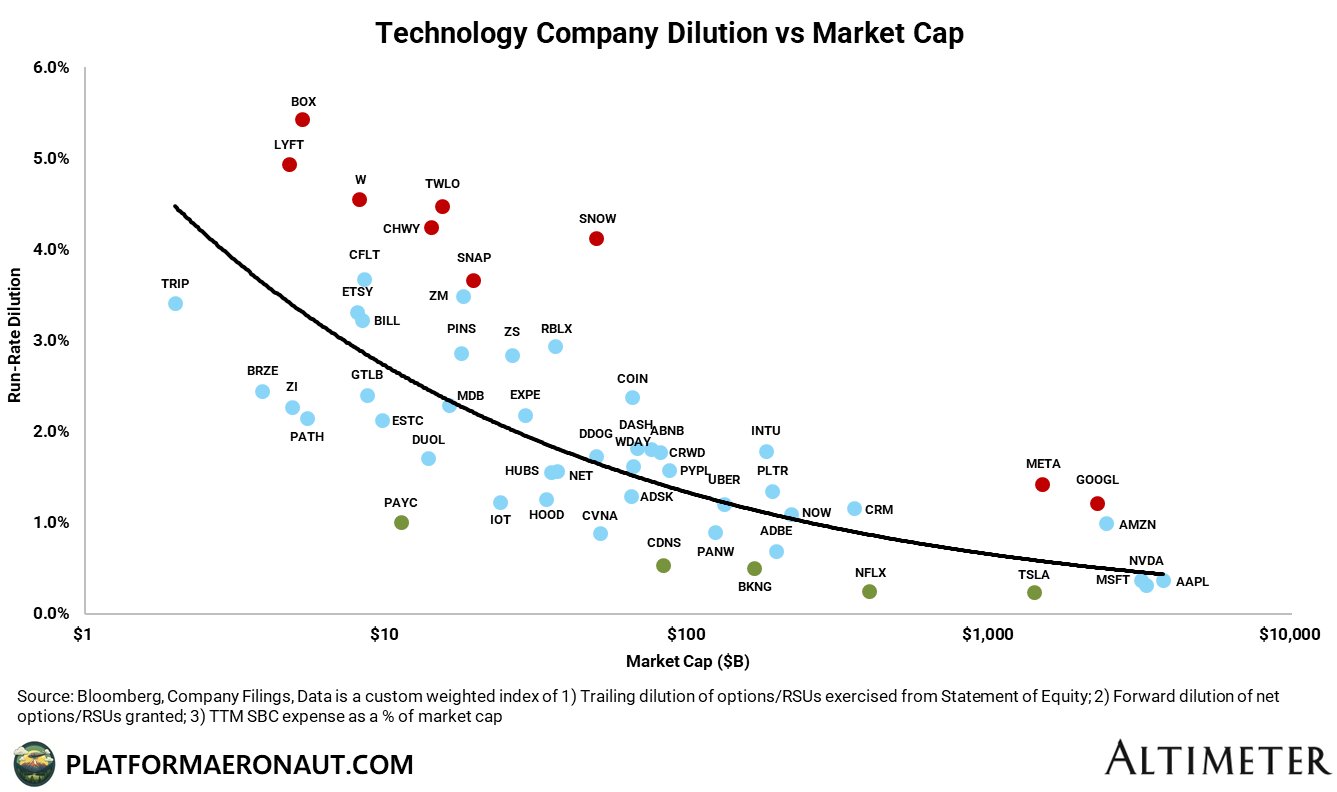 Technology Company Dilution vs Market Cap
6.0%
BOX
LYFT
5.0%
W
TWLO
CHWY
SNOW
4.0%
CFLT
SNAP
TRIP
ETSY
ZM
BILL
PINS
ZS
RBLX
3.0%
Run-Rate Dilution
BRZE
ZI
GTLB
MDB
EXPE
COIN
PATH
ESTC
2.0%
DUOL
DDOG
DASH
ABNB
WDAY
CRWD
INTU
HUBS
NET
PYPL
UBER
PLTR
META
GOOGL
PAYC
IOT
HOOD
CVNA
ADSK
1.0%
NOW
CRM
AMZN
ADBE
CDNS
PANW
BKNG
NFLX
TSLA
NVDA
MSFT
AAPL
0.0%
$1
$10
$100
$1,000
$10,000
Market Cap ($B)
Source: Bloomberg, Company Filings, Data is a custom weighted index of 1) Trailing dilution of options/RSUs exercised from Statement of Equity; 2) Forward dilution of net
options/RSUs granted; 3) TTM SBC expense as a % of market cap
PLATFORMAERONAUT.COM
ALTIMETER